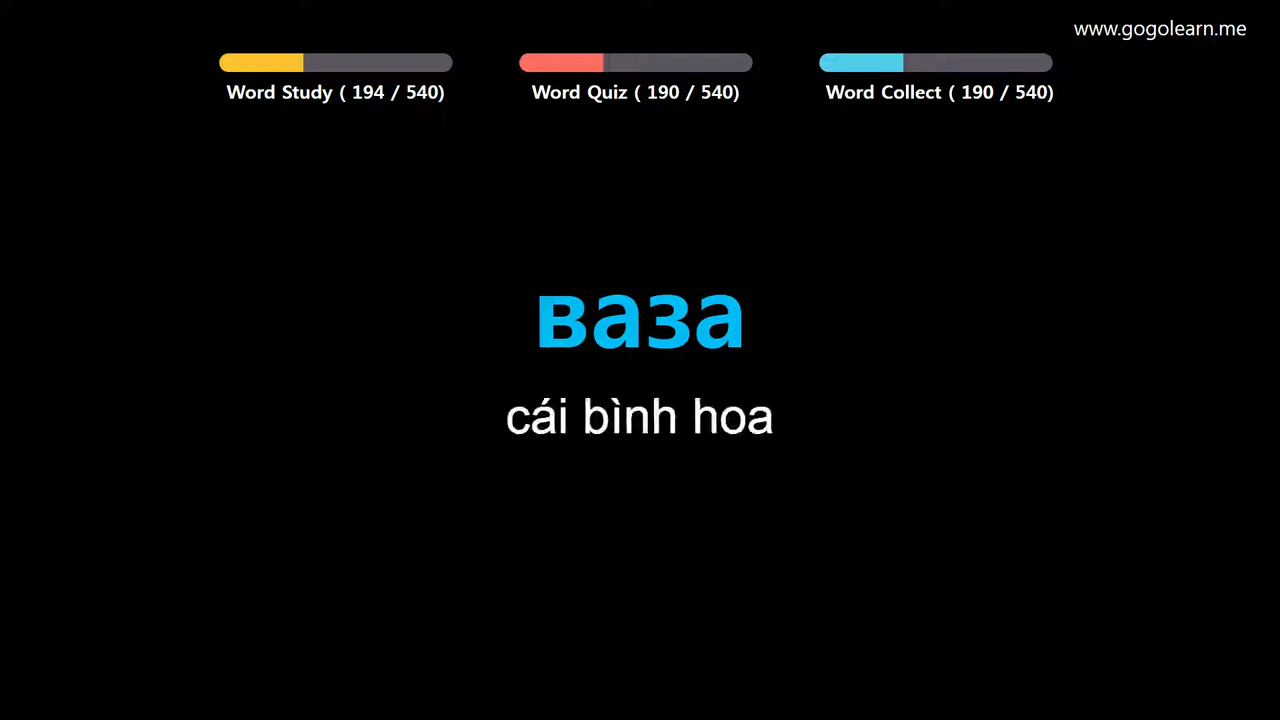 www.gogolearn.me
Word Study ( 194 / 540)
Word Quiz ( 190 / 540)
Word Collect ( 190 / 540)
ваза
cái bình hoa